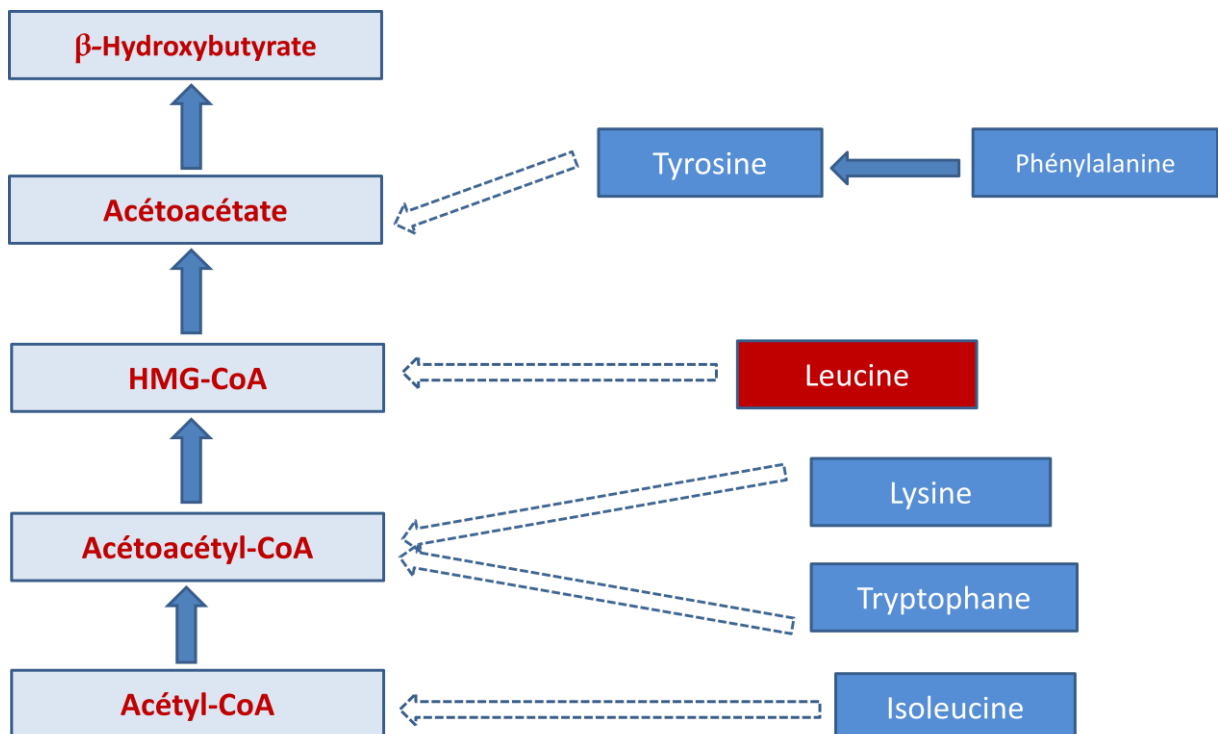 β-Hydroxybutyrate
Tyrosine
Phénylalanine
Acétoacétate
HMG-CoA
Leucine
Lysine
Acétoacétyl-CoA
Tryptophane
Acétyl-CoA
Isoleucine